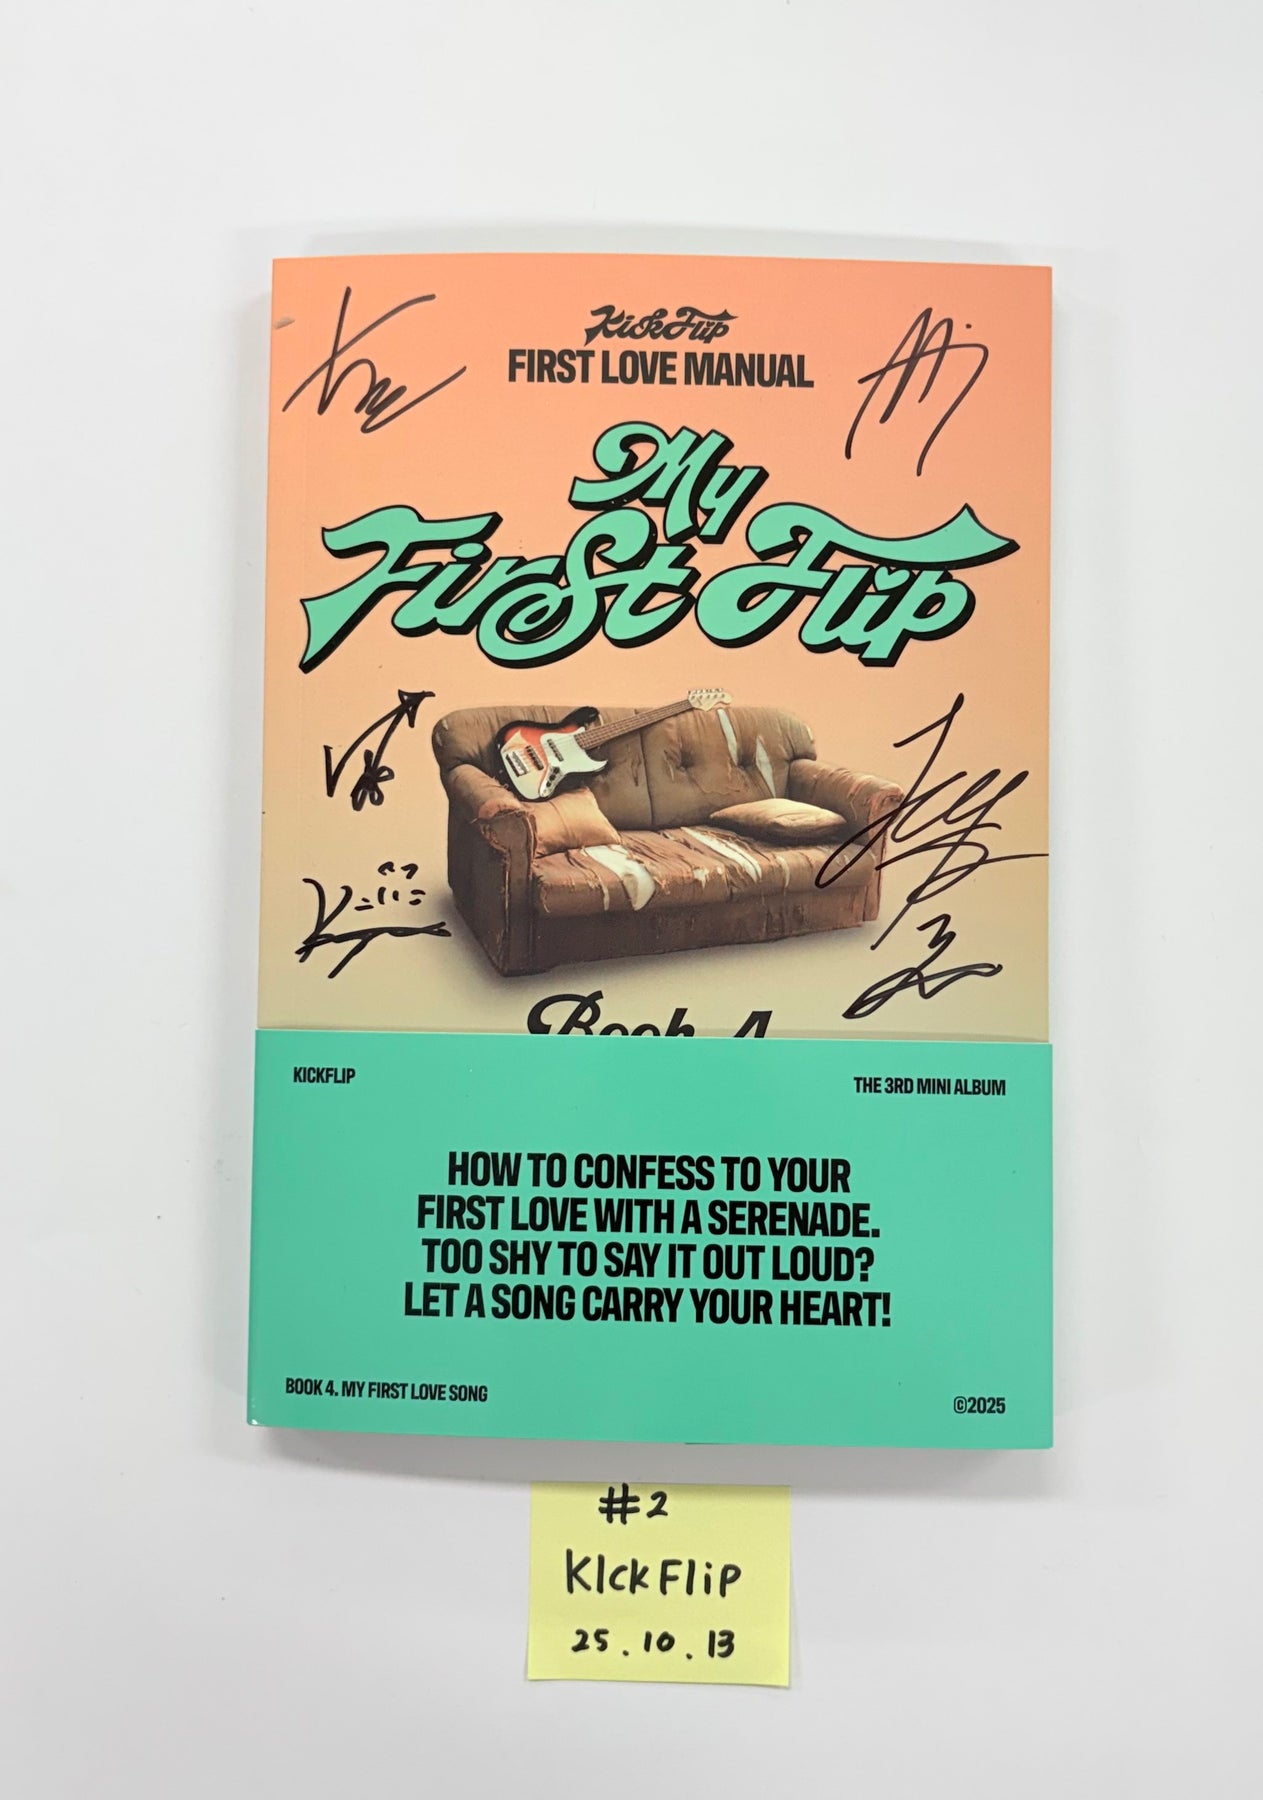 KickFlip
FIRST LOVE MANUAL
My
First Flip
Book 4
KICKFLIP
THE 3RD MINI ALBUM
HOW TO CONFESS TO YOUR
FIRST LOVE WITH A SERENADE.
TOO SHY TO SAY IT OUT LOUD?
LET A SONG CARRY YOUR HEART!
BOOK 4. MY FIRST LOVE SONG
©2025
#2
KickFlip
25.10.13